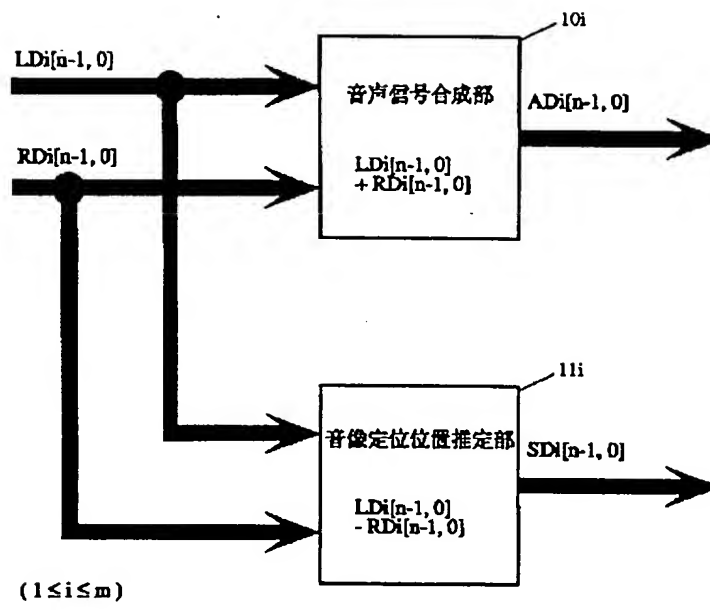 10i
LDi[n-1, 0]
音声信号合成部
ADi[n-1, 0]
RDi[n-1, 0]
LDi[n-1, 0]
+ RDi[n-1, 0]
11i
音像定位位置推定部
SDi[n-1, 0]
LDi[n-1, 0]
- RDi[n-1, 0]
(1≤i≤m)